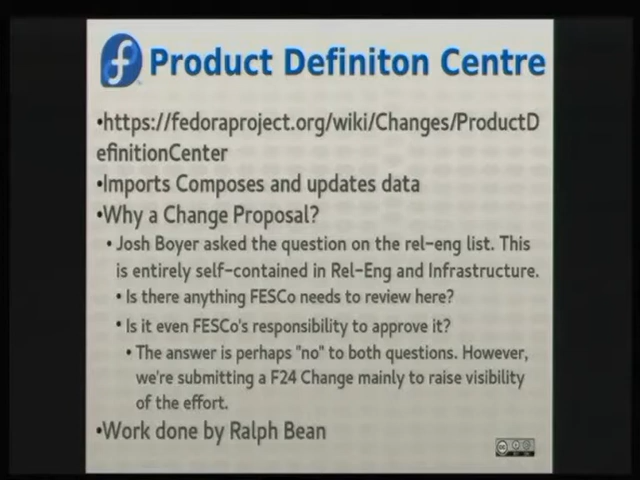 Product Definiton Centre
•https://fedoraproject.org/wiki/Changes/ProductD
efinitionCenter
•Imports Composes and updates data
•Why a Change Proposal?
•Josh Boyer asked the question on the rel-eng list. This
is entirely self-contained in Rel-Eng and Infrastructure.
•Is there anything FESCo needs to review here?
•Is it even FESCo's responsibility to approve it?
•The answer is perhaps "no" to both questions. However,
we're submitting a F24 Change mainly to raise visibility
of the effort.
•Work done by Ralph Bean